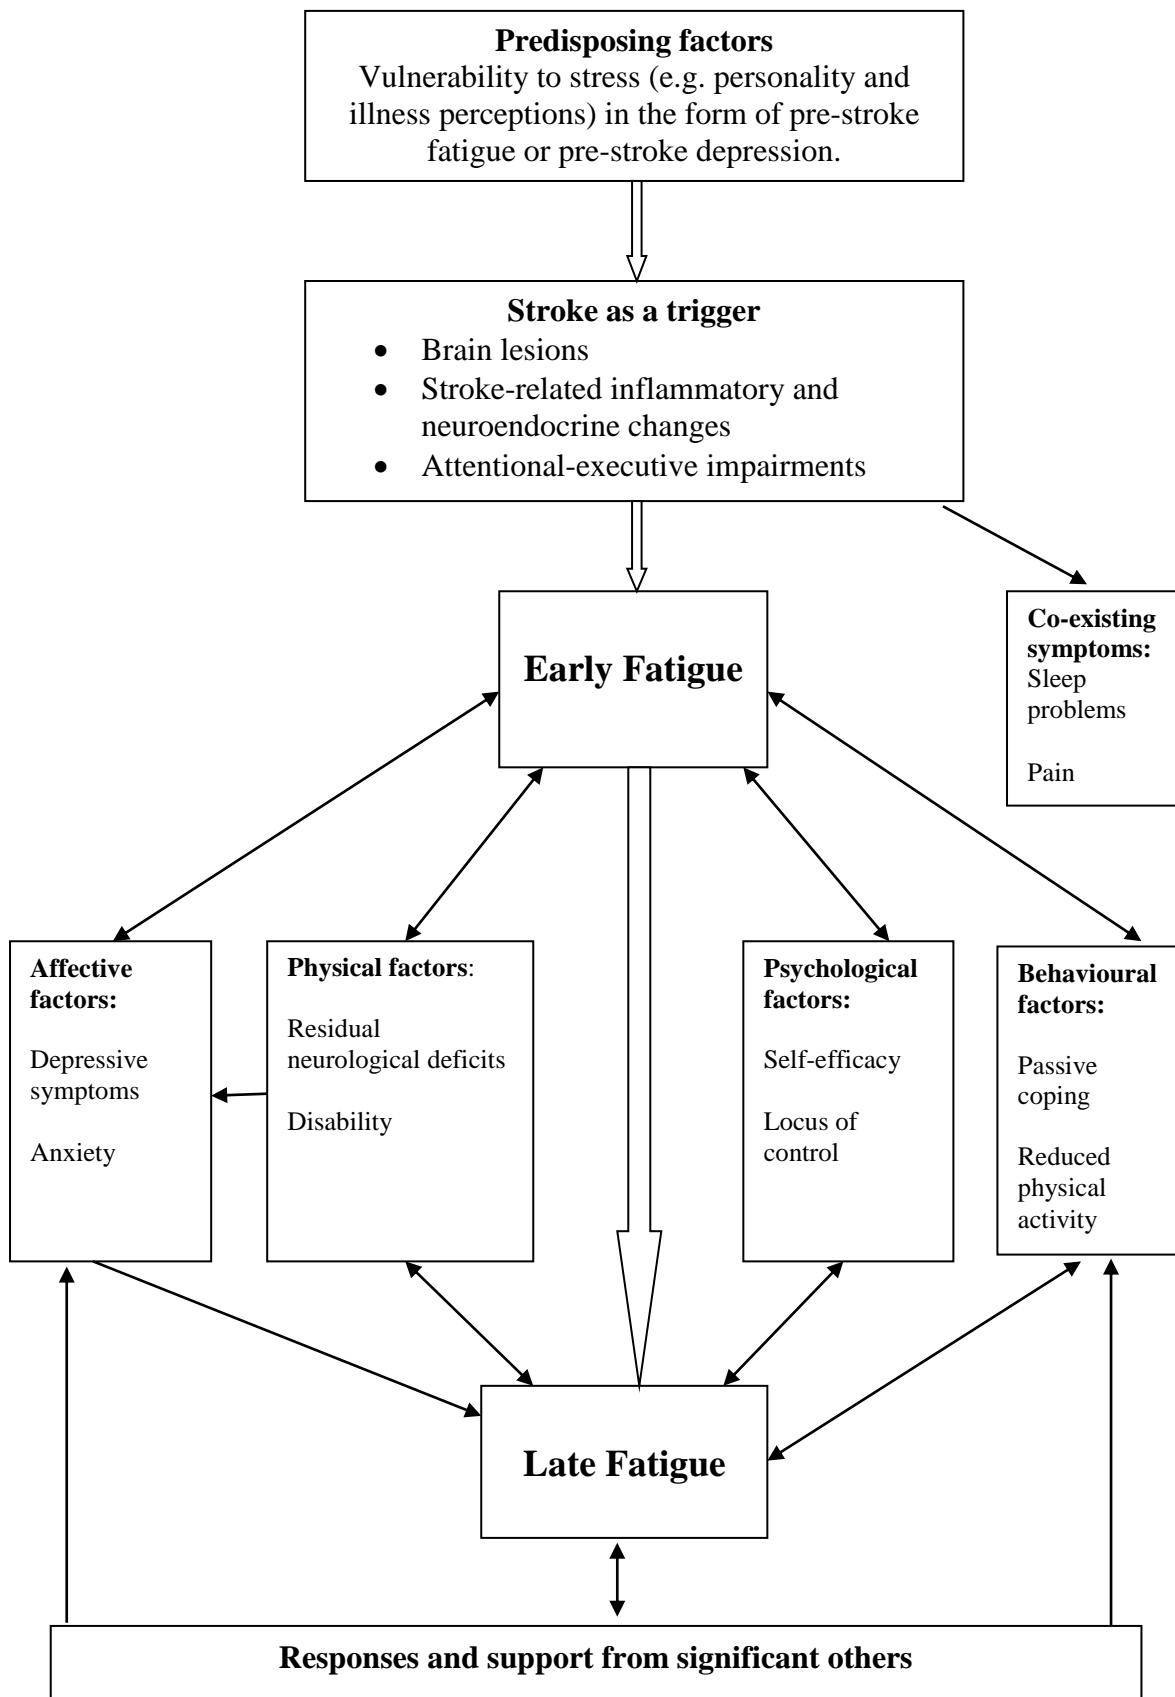 Predisposing factors
Vulnerability to stress (e.g. personality and
illness perceptions) in the form of pre-stroke
fatigue or pre-stroke depression.
Stroke as a trigger
• Brain lesions
• Stroke-related inflammatory and
neuroendocrine changes
• Attentional-executive impairments
Early Fatigue
Co-existing
symptoms:
Sleep
problems
Pain
Affective
factors:
Depressive
symptoms
Anxiety
Physical factors:
Residual
neurological deficits
Disability
Psychological
factors:
Self-efficacy
Locus of
control
Behavioural
factors:
Passive
coping
Reduced
physical
activity
Late Fatigue
Responses and support from significant others